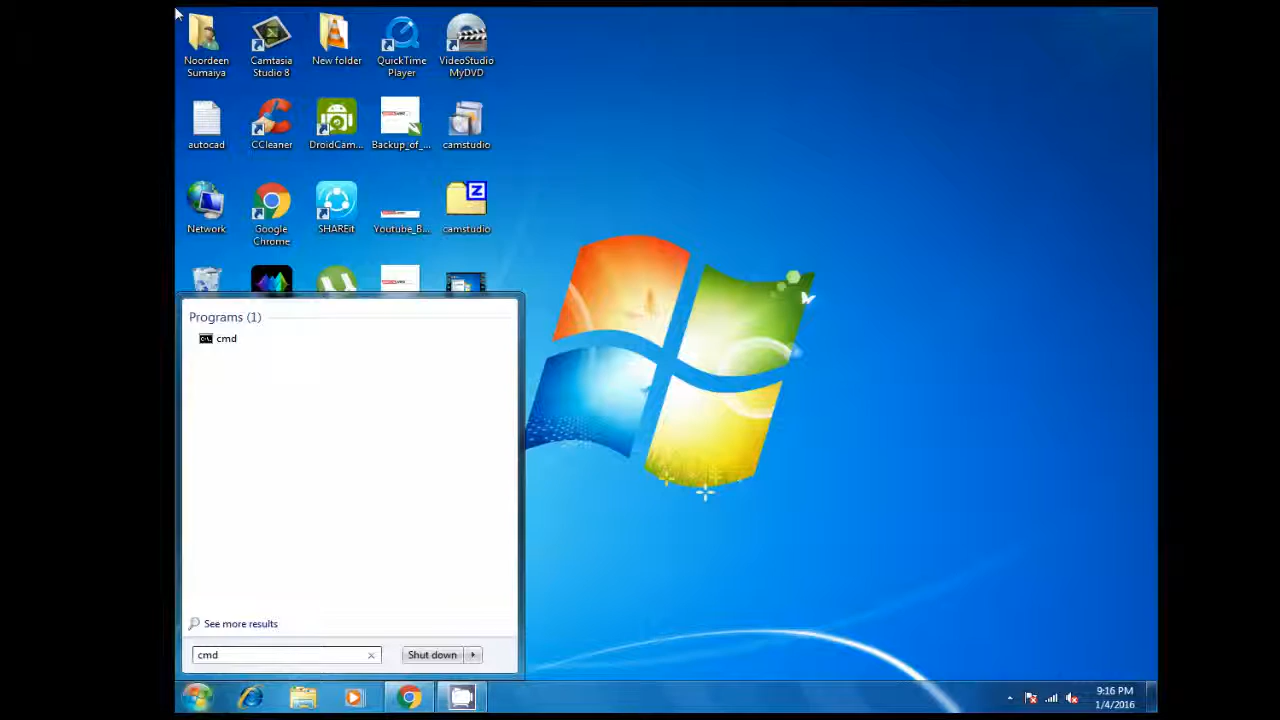 Noordeen
Sumaiya
Camtasia
Studio 8
New folder
QuickTime
Player
VideoStudio
MyDVD
autocad
CCleaner
DroidCam...
Backup_of_...
camstudio
Network
Google
Chrome
SHAREit
Youtube_B...
camstudio
Programs (1)
cmd
See more results
cmd
Shut down
9:16 PM
1/4/2016